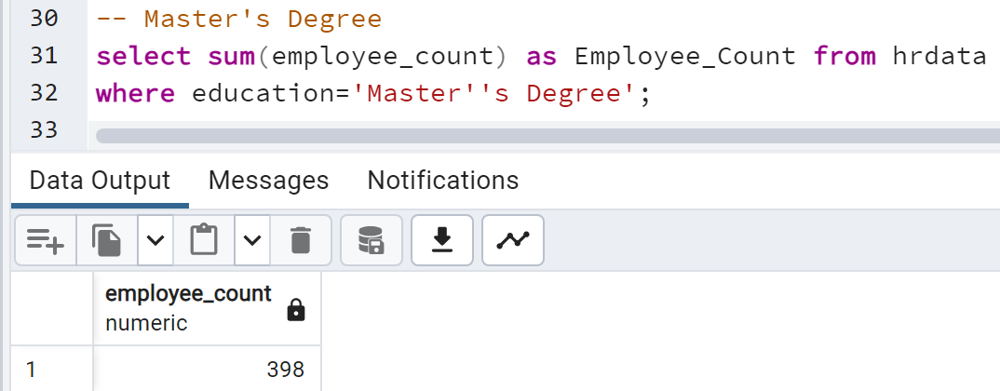 30 -- Master's Degree
31 select sum(employee_count) as Employee_Count from hrdata
32 where education='Master''s Degree';
33
Data Output Messages Notifications
employee_count
numeric
1 398